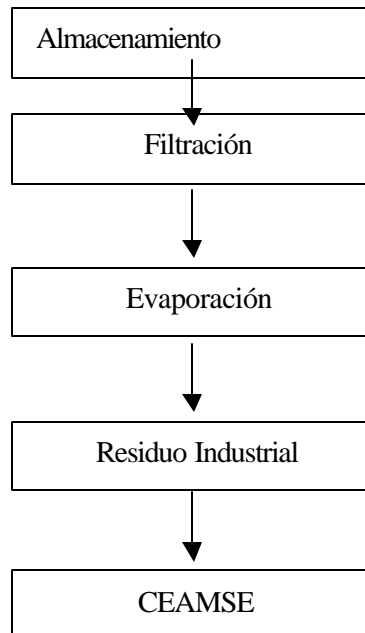 Almacenamiento
Filtración
Evaporación
Residuo Industrial
CEAMSE